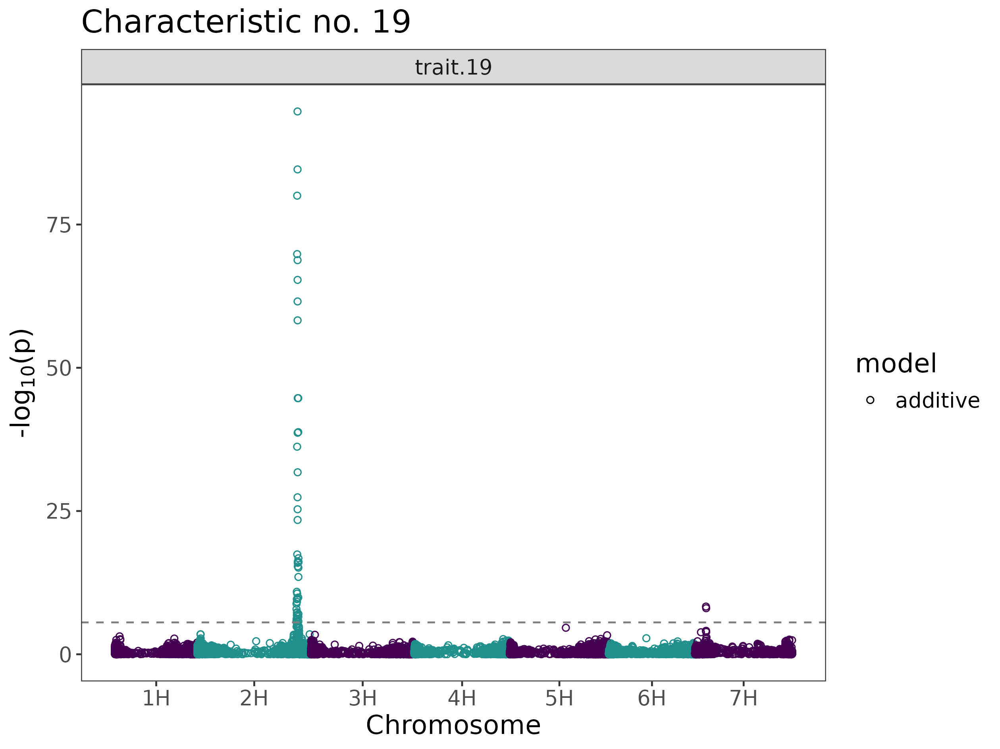 Characteristic no. 19
trait.19
-log10(p)
75
50
25
0
1H 2H 3H 4H 5H 6H 7H
Chromosome
model
additive